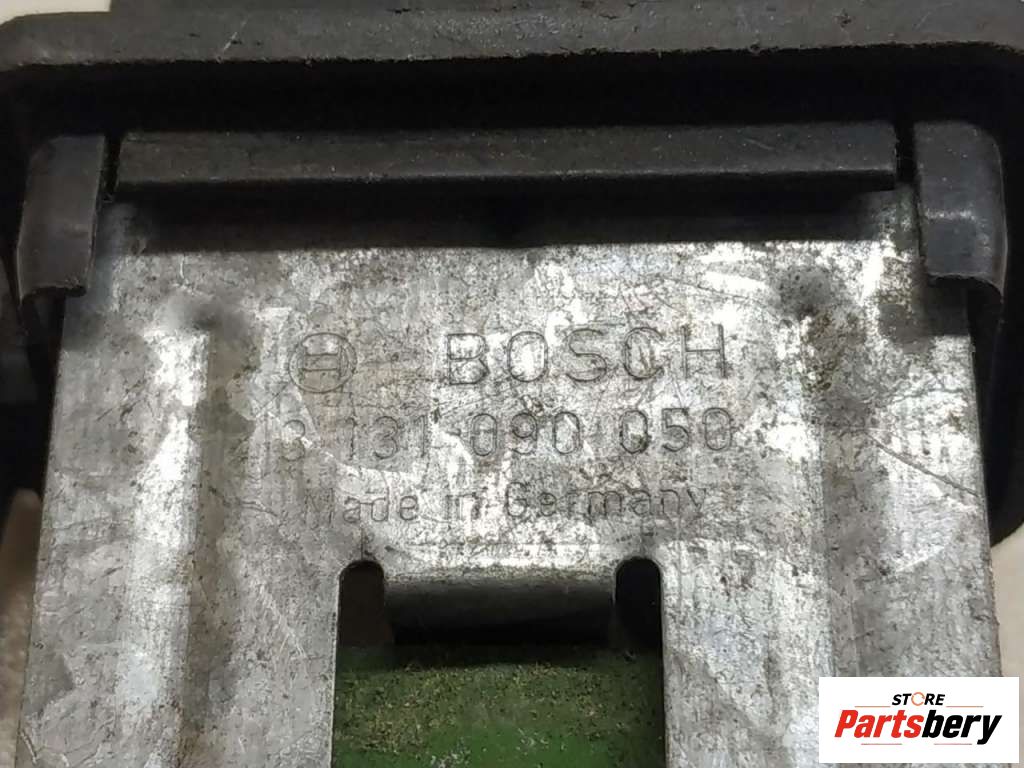 BOSCH
3 131 090 050
Made in Germany
STORE
Partsbery